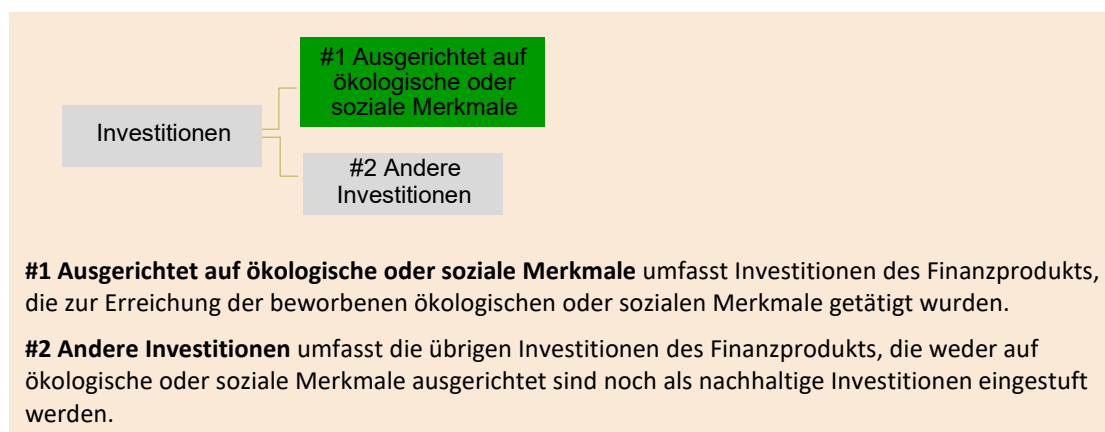 #1 Ausgerichtet auf
ökologische oder
soziale Merkmale
Investitionen
#2 Andere
Investitionen
#1 Ausgerichtet auf ökologische oder soziale Merkmale umfasst Investitionen des Finanzprodukts,
die zur Erreichung der beworbenen ökologischen oder sozialen Merkmale getätigt wurden.
#2 Andere Investitionen umfasst die übrigen Investitionen des Finanzprodukts, die weder auf
ökologische oder soziale Merkmale ausgerichtet sind noch als nachhaltige Investitionen eingestuft
werden.